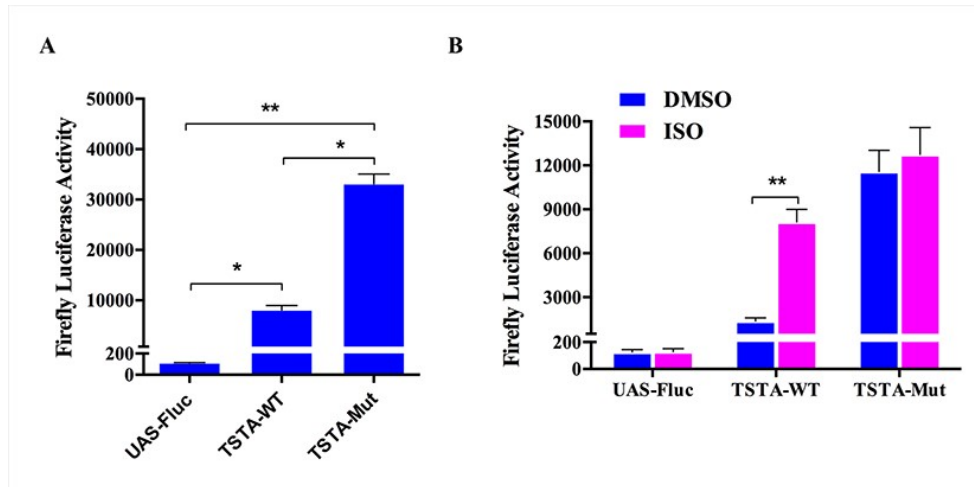 A
Firefly Luciferase Activity
50000
40000
30000
20000
10000
200
0
**
*
*
UAS-Fluc
TSTA-WT
TSTA-Mut
B
DMSO
ISO
Firefly Luciferase Activity
15000
12000
9000
6000
3000
200
0
**
UAS-Fluc
TSTA-WT
TSTA-Mut